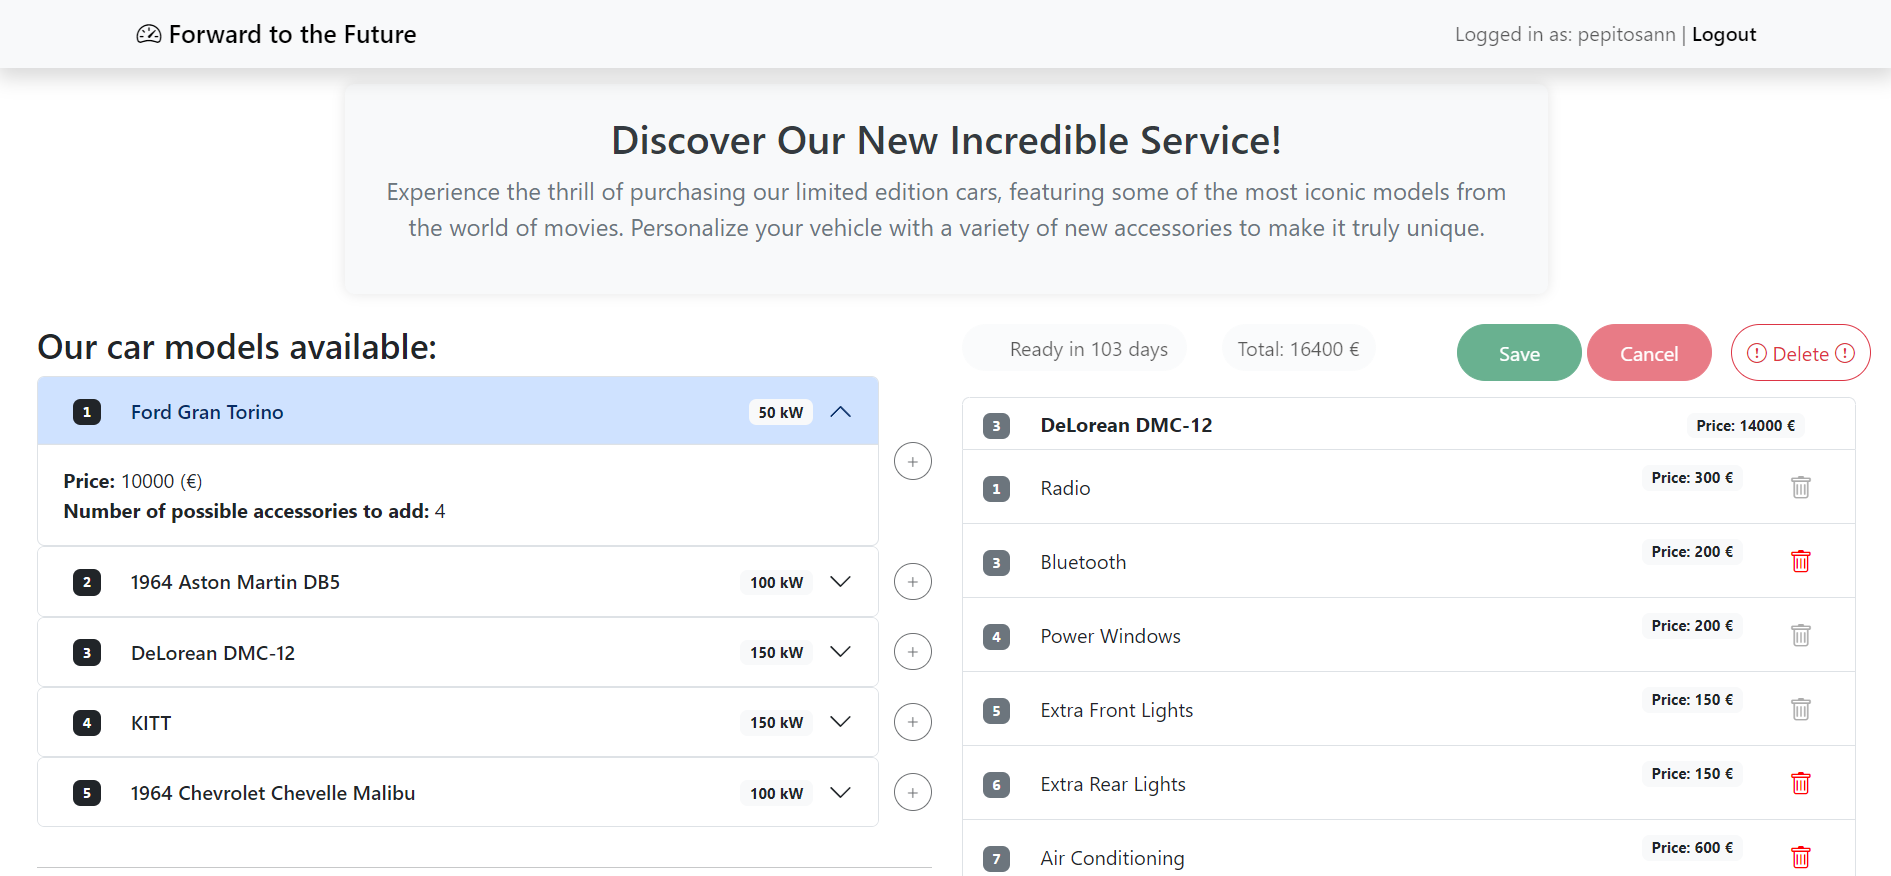 Forward to the Future
Logged in as: pepitosann | Logout
Discover Our New Incredible Service!
Experience the thrill of purchasing our limited edition cars, featuring some of the most iconic models from
the world of movies. Personalize your vehicle with a variety of new accessories to make it truly unique.
Our car models available:
1 Ford Gran Torino 50 kW
Price: 10000 (€)
Number of possible accessories to add: 4
2 1964 Aston Martin DB5 100 kW
3 DeLorean DMC-12 150 kW
4 KITT 150 kW
5 1964 Chevrolet Chevelle Malibu 100 kW
Ready in 103 days Total: 16400 € Save Cancel Delete
3 DeLorean DMC-12 Price: 14000 €
1 Radio Price: 300 €
3 Bluetooth Price: 200 €
4 Power Windows Price: 200 €
5 Extra Front Lights Price: 150 €
6 Extra Rear Lights Price: 150 €
7 Air Conditioning Price: 600 €